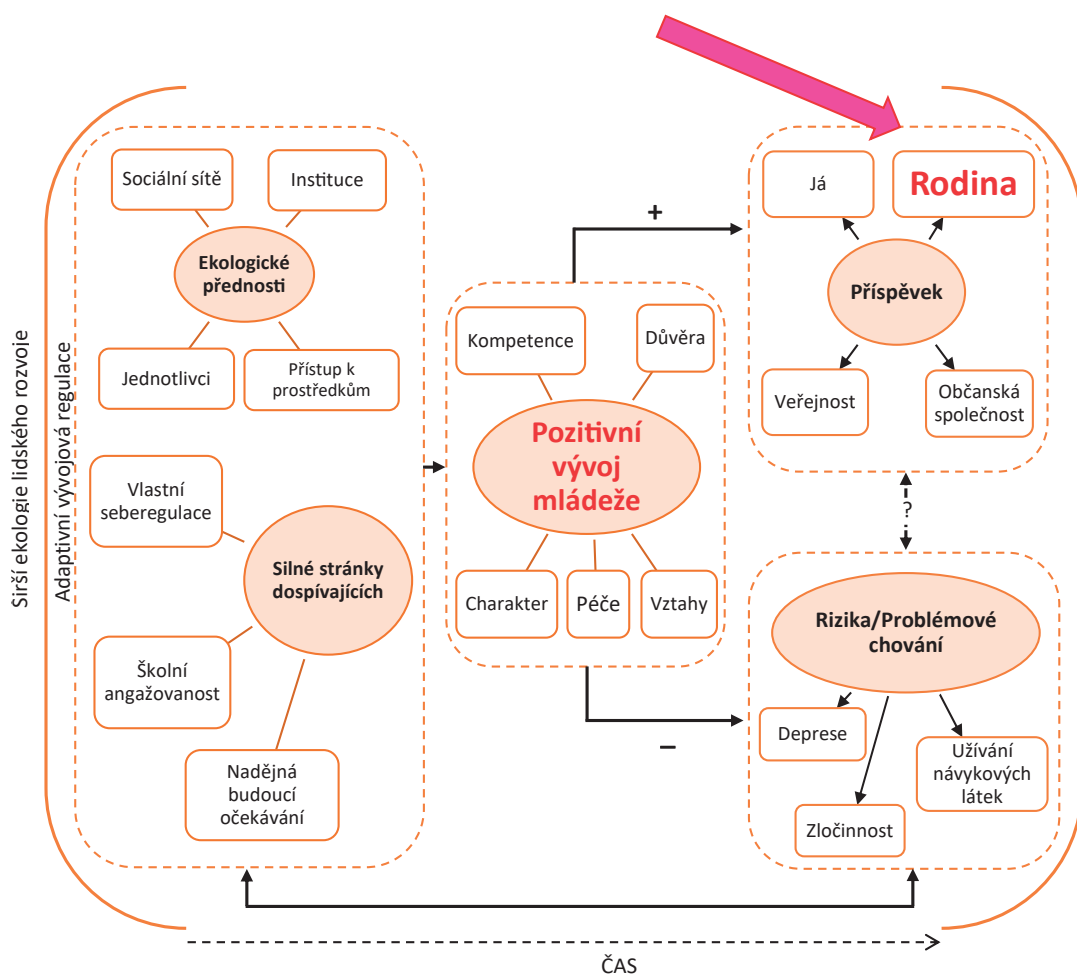 Sirší ekologie lidského rozvoje
Adaptivní vývojová regulace
Sociální sítě
Instituce
Ekologické
přednosti
Jednotlivci
Přístup k
prostředkům
Vlastní
seberegulace
Silné stránky
dospívajících
Školní
angažovanost
Nadějná
budoucí
očekávání
+
Kompetence
Důvěra
Pozitivní
vývoj
mládeže
Charakter
Péče
Vztahy
–
Já
Rodina
Příspěvek
Veřejnost
Občanská
společnost
?
Rizika/Problémové
chování
Deprese
Užívání
návykových
látek
Zločinnost
ČAS